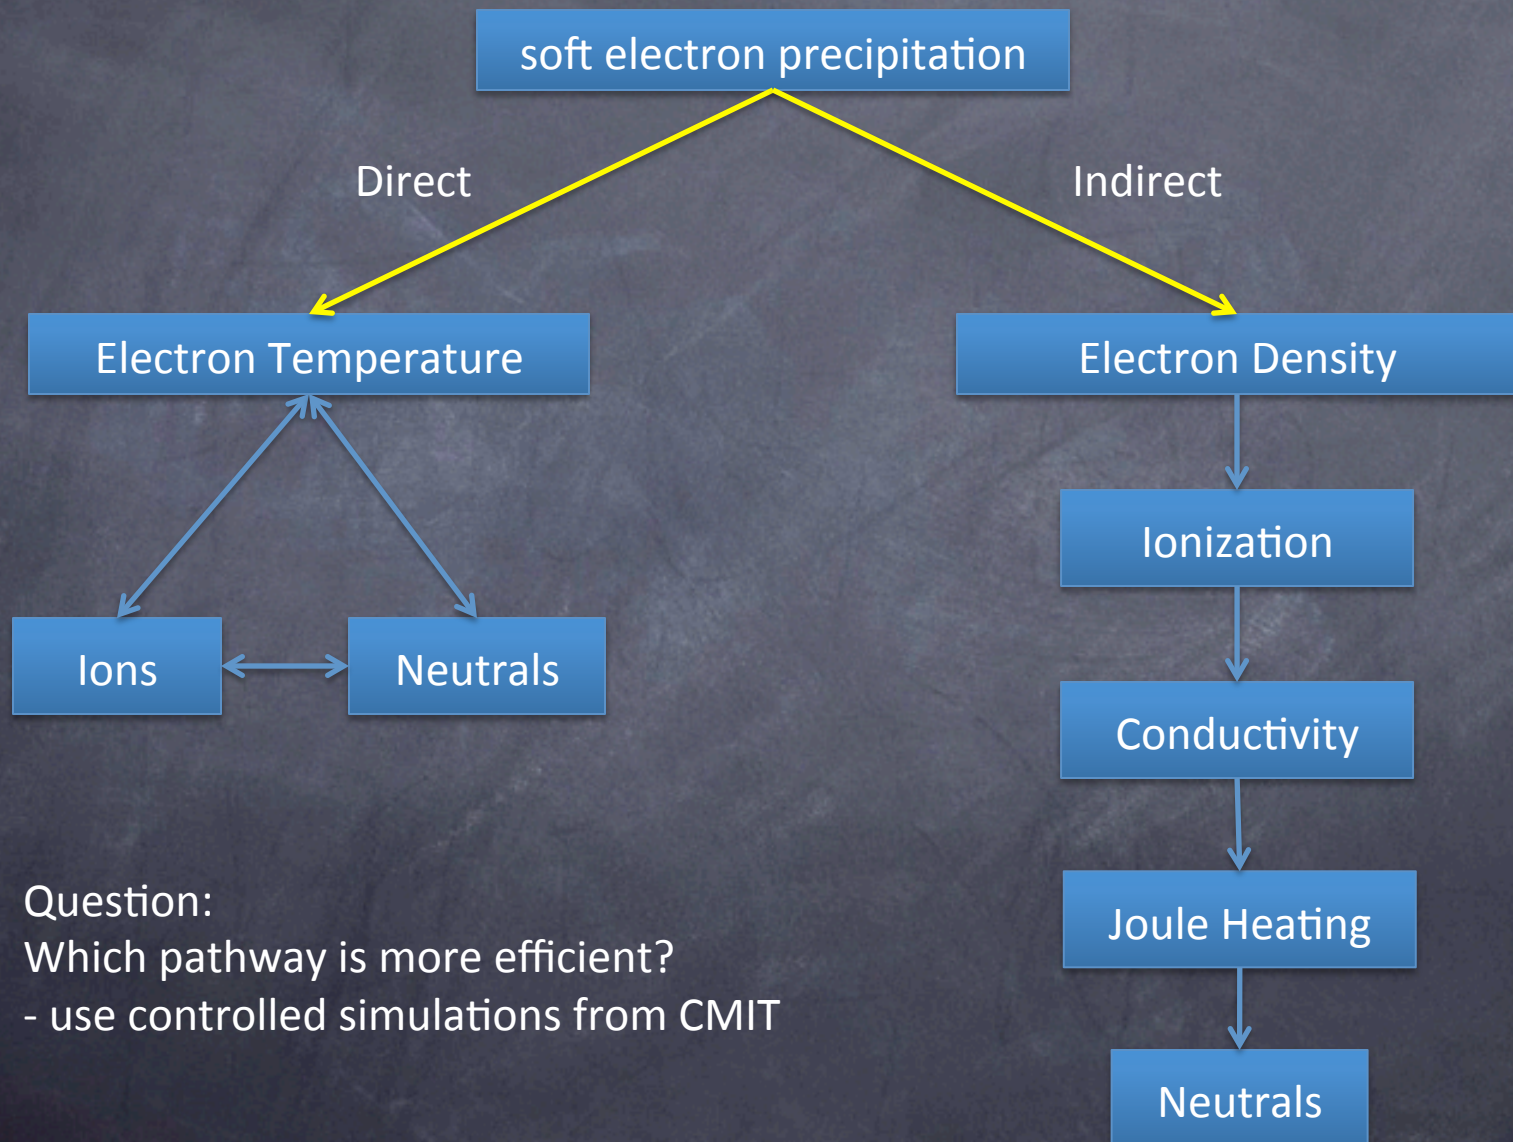 soft electron precipitation
Direct
Indirect
Electron Temperature
Electron Density
Ionization
Ions
Neutrals
Conductivity
Joule Heating
Neutrals
Question:
Which pathway is more efficient?
- use controlled simulations from CMIT